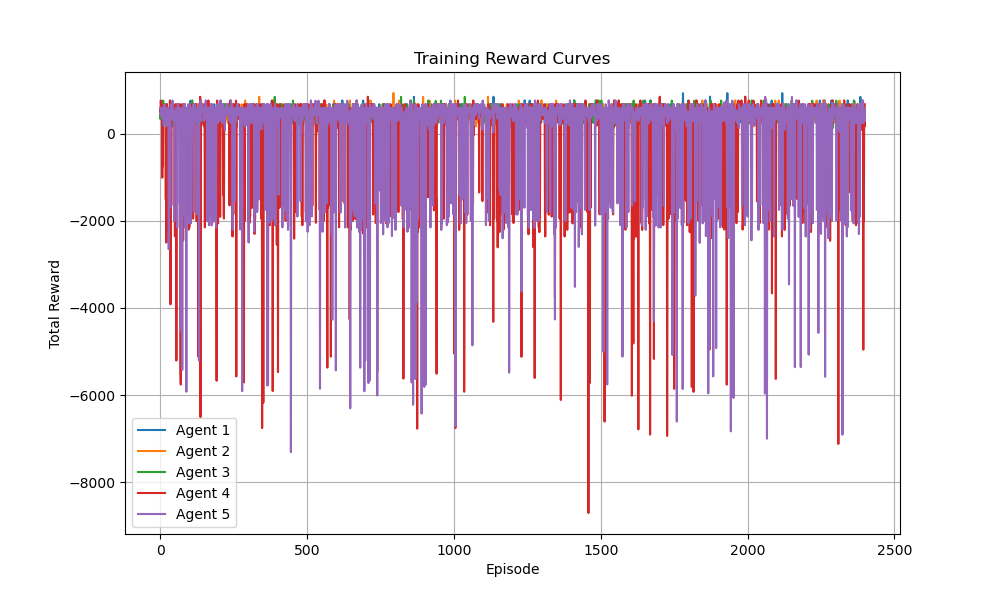 Training Reward Curves
Total Reward
0
−2000
−4000
−6000
−8000
Agent 1
Agent 2
Agent 3
Agent 4
Agent 5
0 500 1000 1500 2000 2500
Episode